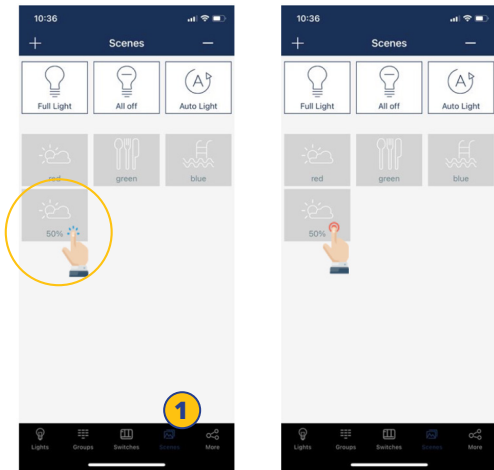 10:36
Scenes
Full Light
All off
Auto Light
red
green
blue
50%
1
Lights
Groups
Switches
Scenes
More
10:36
Scenes
Full Light
All off
Auto Light
red
green
blue
50%
Lights
Groups
Switches
Scenes
More